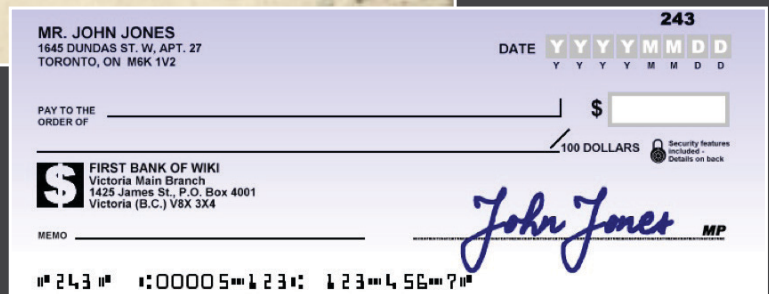 243
MR. JOHN JONES
1645 DUNDAS ST. W, APT. 27
TORONTO, ON M6K 1V2
DATE Y Y Y Y M M D D
Y Y Y Y M M D D
PAY TO THE
ORDER OF
$
/100 DOLLARS
Security features
included -
Details on back
$
FIRST BANK OF WIKI
Victoria Main Branch
1425 James St., P.O. Box 4001
Victoria (B.C.) V8X 3X4
MEMO
John Jones
MP
⑈243⑈ ⑆00005⑉123⑆ 123⑉456⑉7⑈